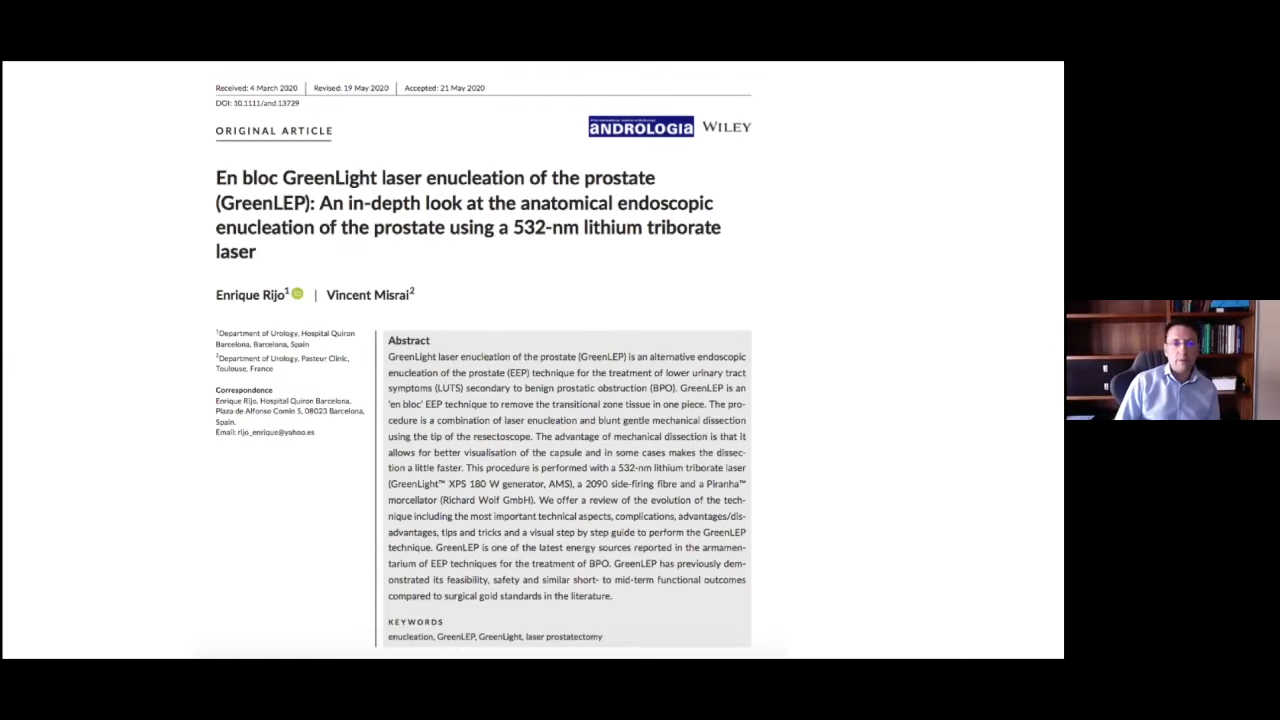 Received: 4 March 2020 | Revised: 19 May 2020 | Accepted: 21 May 2020
DOI: 10.1111/and.13729
ORIGINAL ARTICLE
anDROLOGIa WILEY
En bloc GreenLight laser enucleation of the prostate
(GreenLEP): An in-depth look at the anatomical endoscopic
enucleation of the prostate using a 532-nm lithium triborate
laser
Enrique Rijo1 iD | Vincent Misrai2
1Department of Urology, Hospital Quiron
Barcelona, Barcelona, Spain
2Department of Urology, Pasteur Clinic,
Toulouse, France
Correspondence
Enrique Rijo, Hospital Quiron Barcelona,
Plaza de Alfonso Comin 5, 08023 Barcelona,
Spain.
Email: rijo_enrique@yahoo.es
Abstract
GreenLight laser enucleation of the prostate (GreenLEP) is an alternative endoscopic
enucleation of the prostate (EEP) technique for the treatment of lower urinary tract
symptoms (LUTS) secondary to benign prostatic obstruction (BPO). GreenLEP is an
'en bloc' EEP technique to remove the transitional zone tissue in one piece. The pro-
cedure is a combination of laser enucleation and blunt gentle mechanical dissection
using the tip of the resectoscope. The advantage of mechanical dissection is that it
allows for better visualisation of the capsule and in some cases makes the dissec-
tion a little faster. This procedure is performed with a 532-nm lithium triborate laser
(GreenLight™ XPS 180 W generator, AMS), a 2090 side-firing fibre and a Piranha™
morcellator (Richard Wolf GmbH). We offer a review of the evolution of the tech-
nique including the most important technical aspects, complications, advantages/dis-
advantages, tips and tricks and a visual step by step guide to perform the GreenLEP
technique. GreenLEP is one of the latest energy sources reported in the armamen-
tarium of EEP techniques for the treatment of BPO. GreenLEP has previously dem-
onstrated its feasibility, safety and similar short- to mid-term functional outcomes
compared to surgical gold standards in the literature.
KEYWORDS
enucleation, GreenLEP, GreenLight, laser prostatectomy